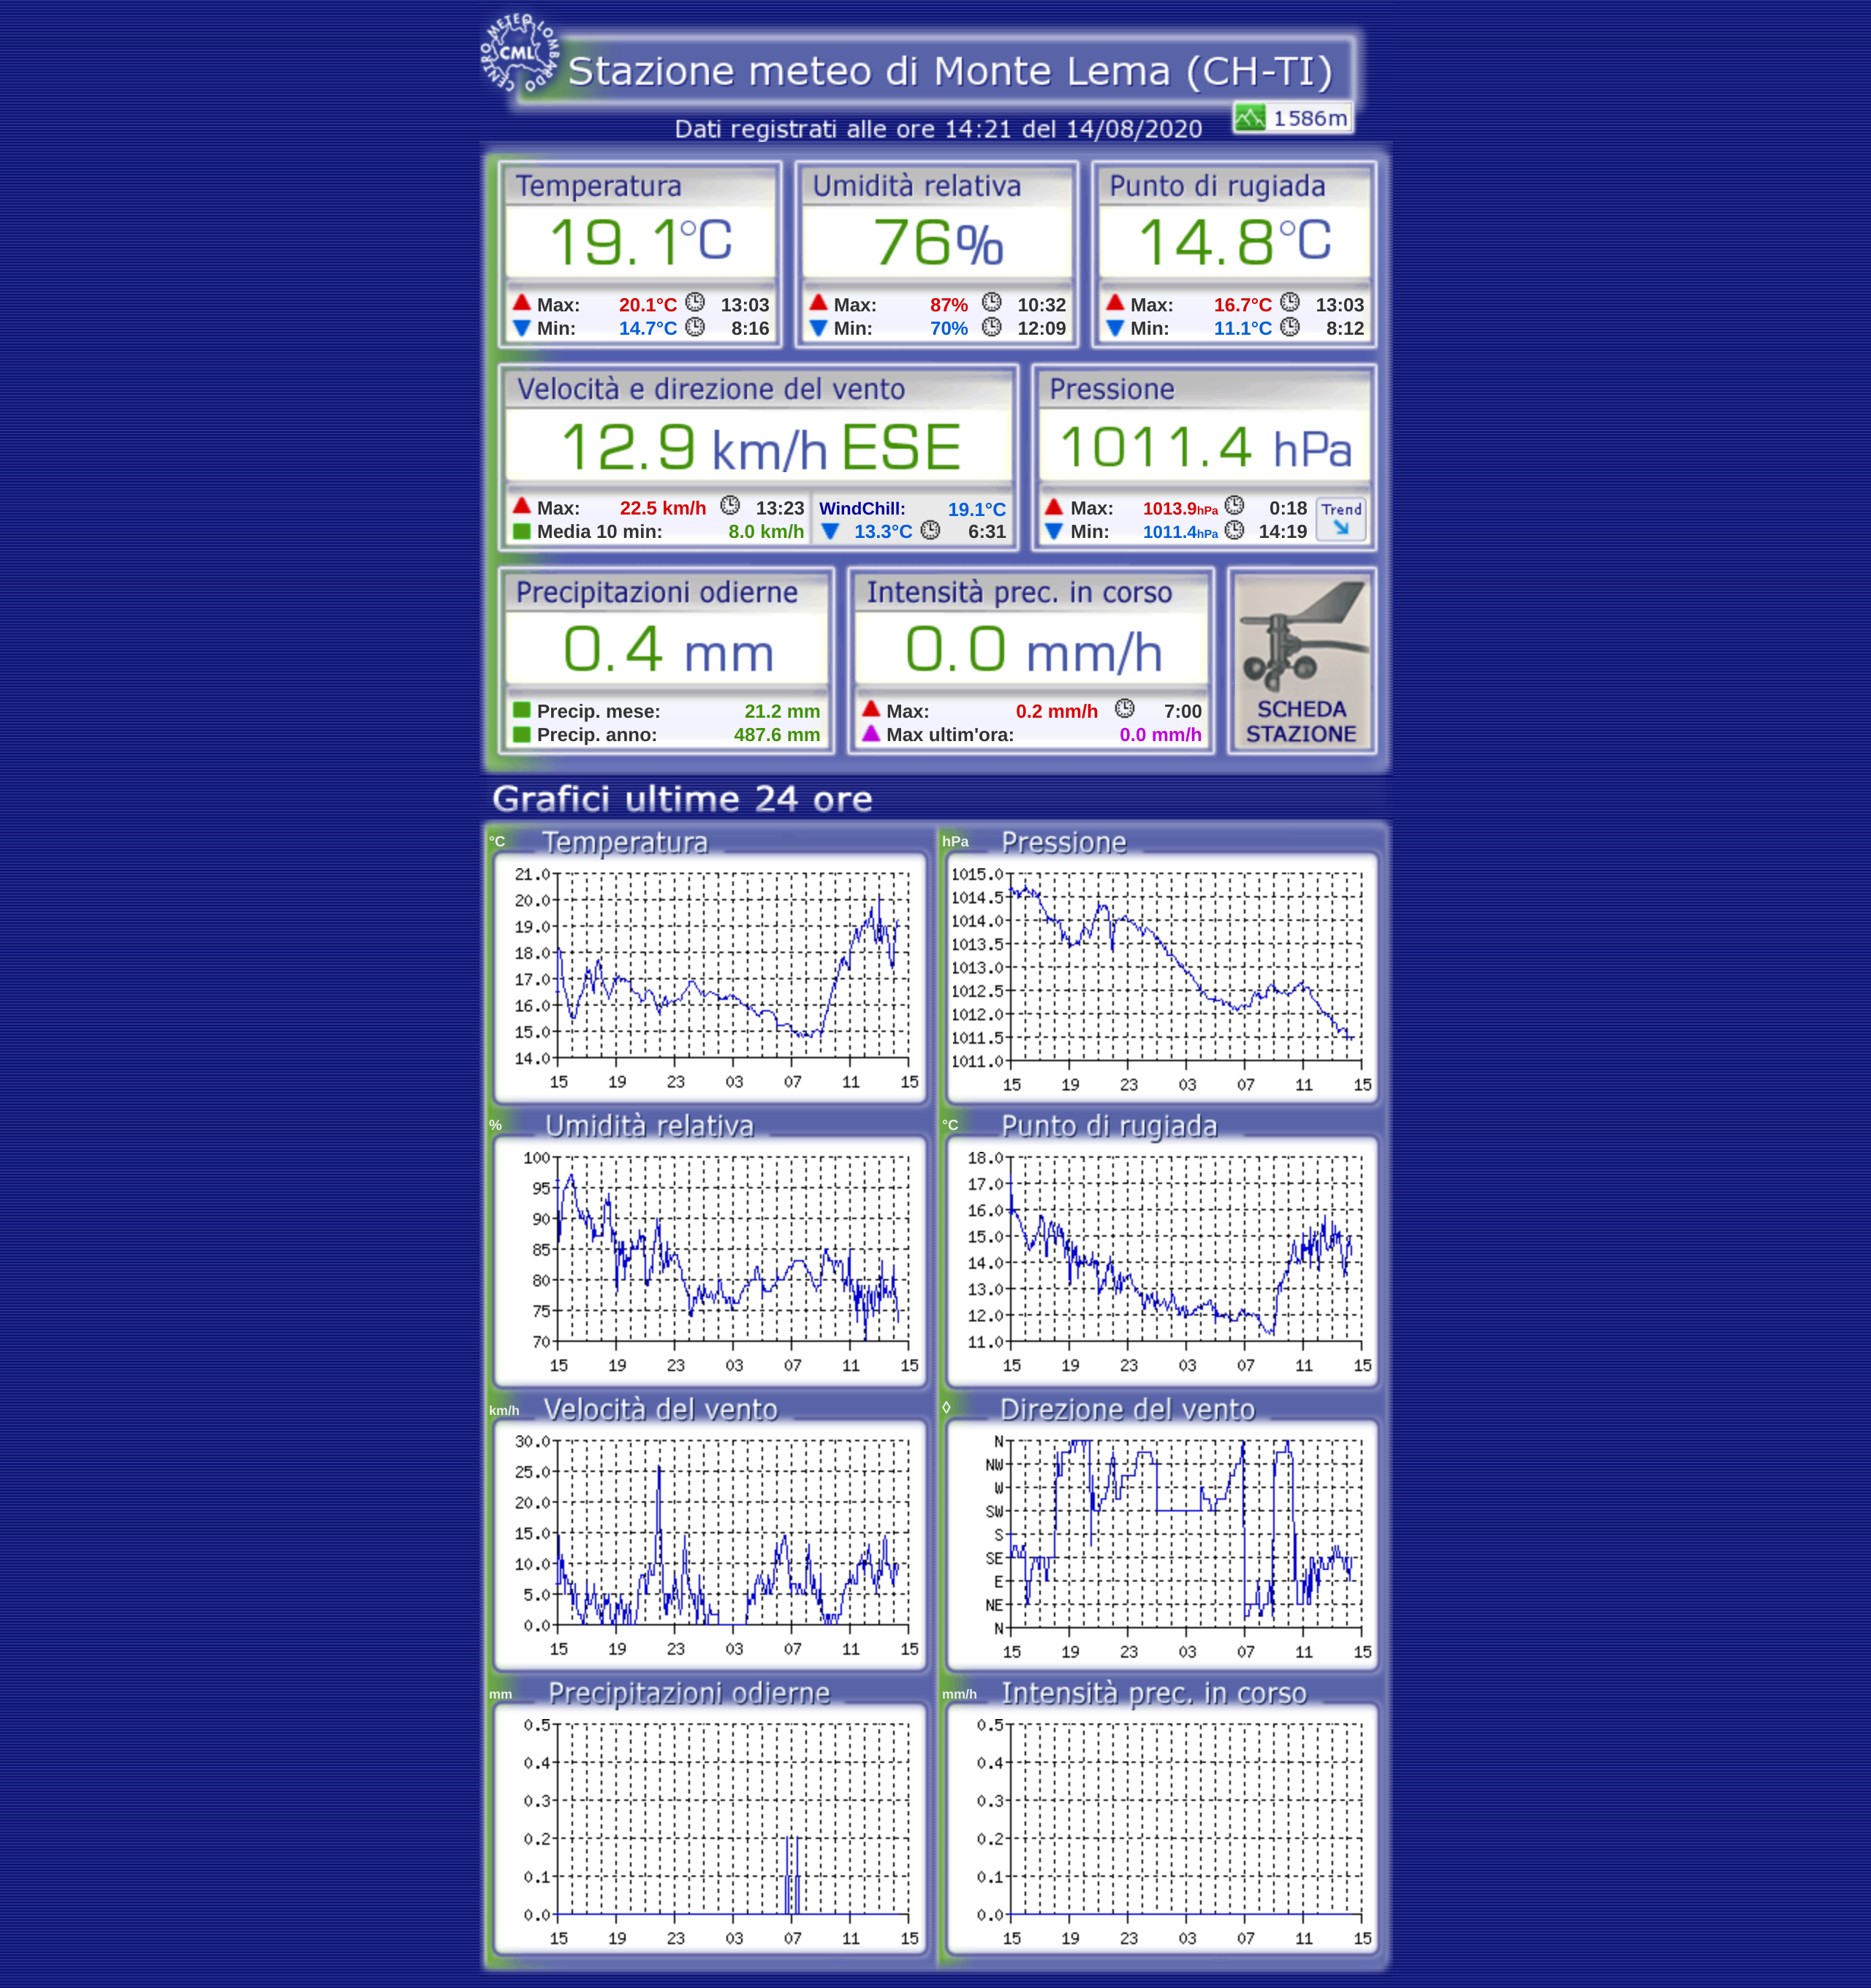 CENTRO METEO LOMBARDO
CML
Stazione meteo di Monte Lema (CH-TI)
1586m
Dati registrati alle ore 14:21 del 14/08/2020
Temperatura
19.1°C
Max: 20.1°C 13:03
Min: 14.7°C 8:16
Umidità relativa
76%
Max: 87% 10:32
Min: 70% 12:09
Punto di rugiada
14.8°C
Max: 16.7°C 13:03
Min: 11.1°C 8:12
Velocità e direzione del vento
12.9 km/h ESE
Max: 22.5 km/h 13:23
Media 10 min: 8.0 km/h
WindChill: 19.1°C
13.3°C 6:31
Pressione
1011.4 hPa
Max: 1013.9hPa 0:18
Min: 1011.4hPa 14:19
Trend
Precipitazioni odierne
0.4 mm
Precip. mese: 21.2 mm
Precip. anno: 487.6 mm
Intensità prec. in corso
0.0 mm/h
Max: 0.2 mm/h 7:00
Max ultim'ora: 0.0 mm/h
SCHEDA
STAZIONE
Grafici ultime 24 ore
°C Temperatura
21.0
20.0
19.0
18.0
17.0
16.0
15.0
14.0
15 19 23 03 07 11 15
hPa Pressione
1015.0
1014.5
1014.0
1013.5
1013.0
1012.5
1012.0
1011.5
1011.0
15 19 23 03 07 11 15
% Umidità relativa
100
95
90
85
80
75
70
15 19 23 03 07 11 15
°C Punto di rugiada
18.0
17.0
16.0
15.0
14.0
13.0
12.0
11.0
15 19 23 03 07 11 15
km/h Velocità del vento
30.0
25.0
20.0
15.0
10.0
5.0
0.0
15 19 23 03 07 11 15
◊ Direzione del vento
N
NW
W
SW
S
SE
E
NE
N
15 19 23 03 07 11 15
mm Precipitazioni odierne
0.5
0.4
0.3
0.2
0.1
0.0
15 19 23 03 07 11 15
mm/h Intensità prec. in corso
0.5
0.4
0.3
0.2
0.1
0.0
15 19 23 03 07 11 15